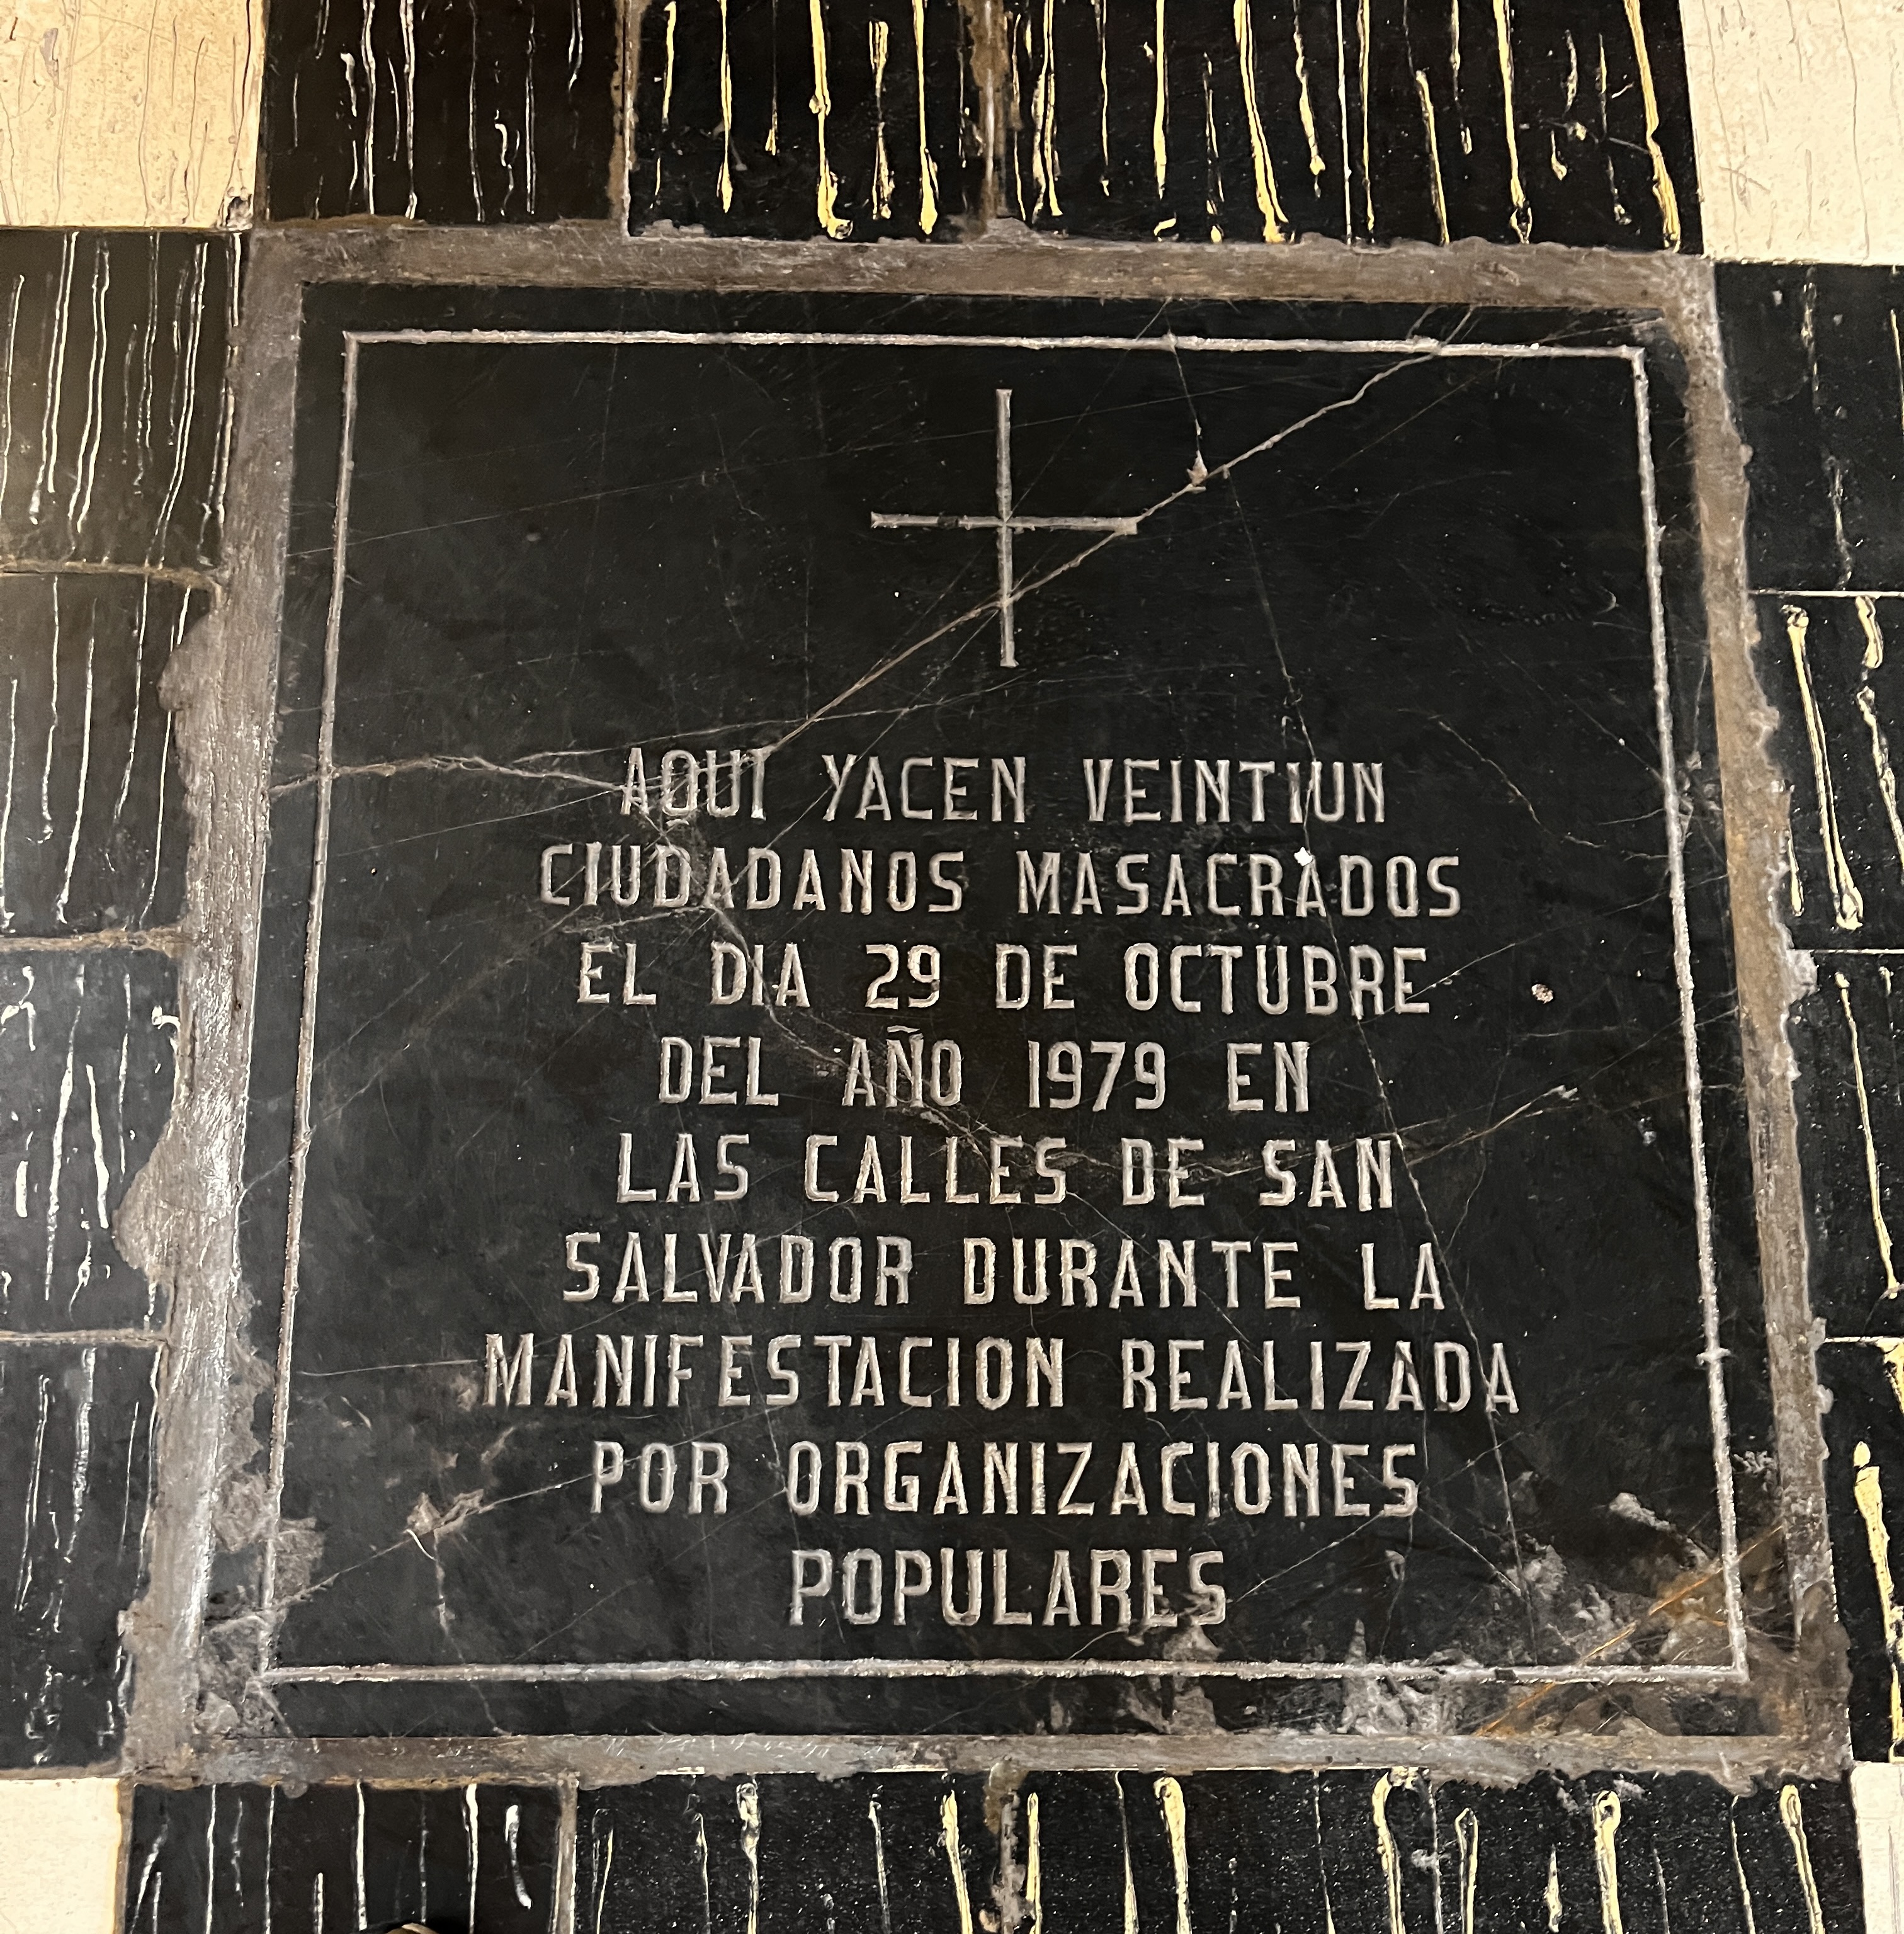 AQUI YACEN VEINTIUN
CIUDADANOS MASACRADOS
EL DIA 29 DE OCTUBRE
DEL AÑO 1979 EN
LAS CALLES DE SAN
SALVADOR DURANTE LA
MANIFESTACION REALIZADA
POR ORGANIZACIONES
POPULARES